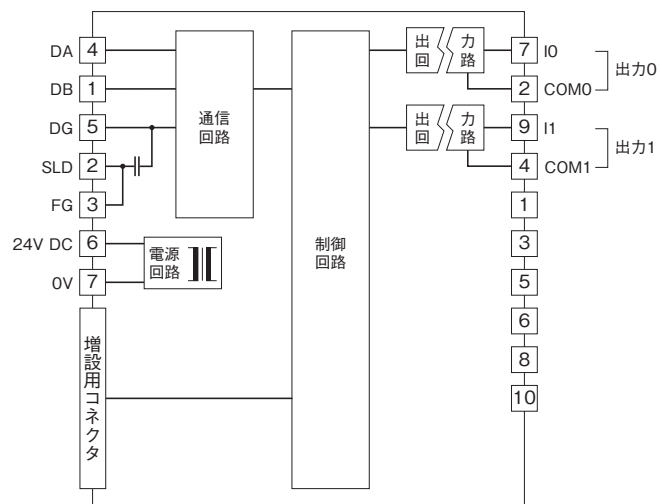 DA 4
DB 1
DG 5
SLD 2
FG 3
24V DC 6
0V 7
通信
回路
電源
回路
増設用コネクタ
制御
回路
出力
回路
7 I0
2 COM0
出力0
出力
回路
9 I1
4 COM1
出力1
1
3
5
6
8
10